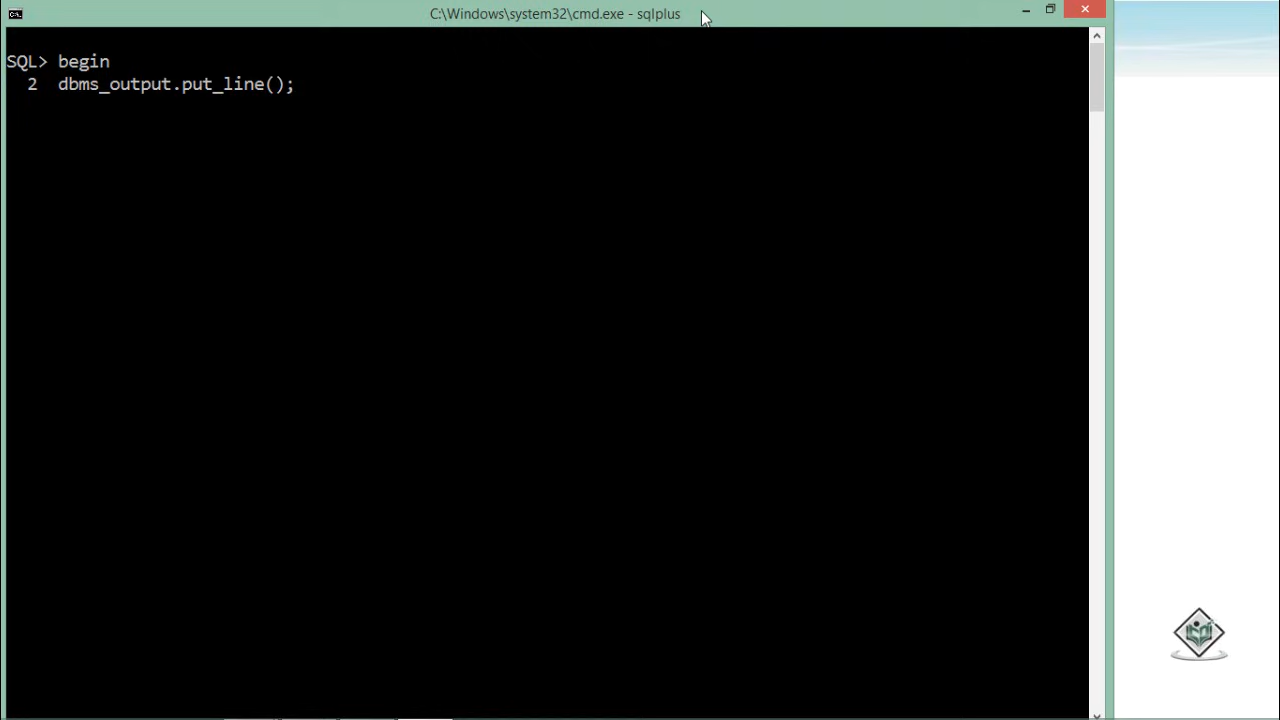 C:\Windows\system32\cmd.exe - sqlplus
SQL> begin
2 dbms_output.put_line();